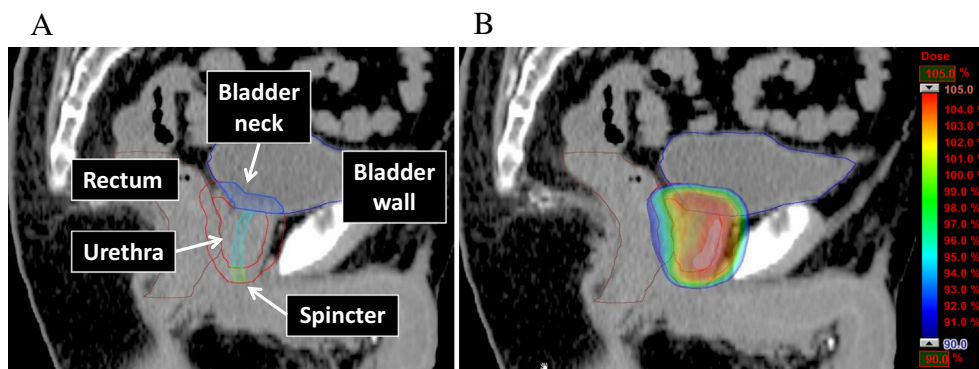 A
B
Bladder
neck
Rectum
Bladder
wall
Urethra
Spincter
Dose
105.0 %
105.0
104.0 %
103.0 %
102.0 %
101.0 %
100.0 %
99.0 %
98.0 %
97.0 %
96.0 %
95.0 %
94.0 %
93.0 %
92.0 %
91.0 %
90.0
90.0 %